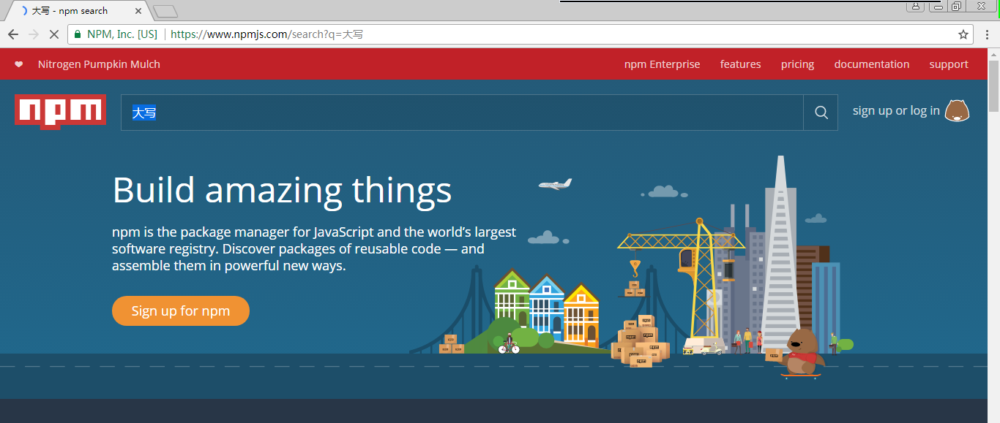 大写 - npm search
NPM, Inc. [US] https://www.npmjs.com/search?q=大写
Nitrogen Pumpkin Mulch
npm Enterprise features pricing documentation support
npm
大写
sign up or log in
Build amazing things
npm is the package manager for JavaScript and the world’s largest
software registry. Discover packages of reusable code — and
assemble them in powerful new ways.
Sign up for npm